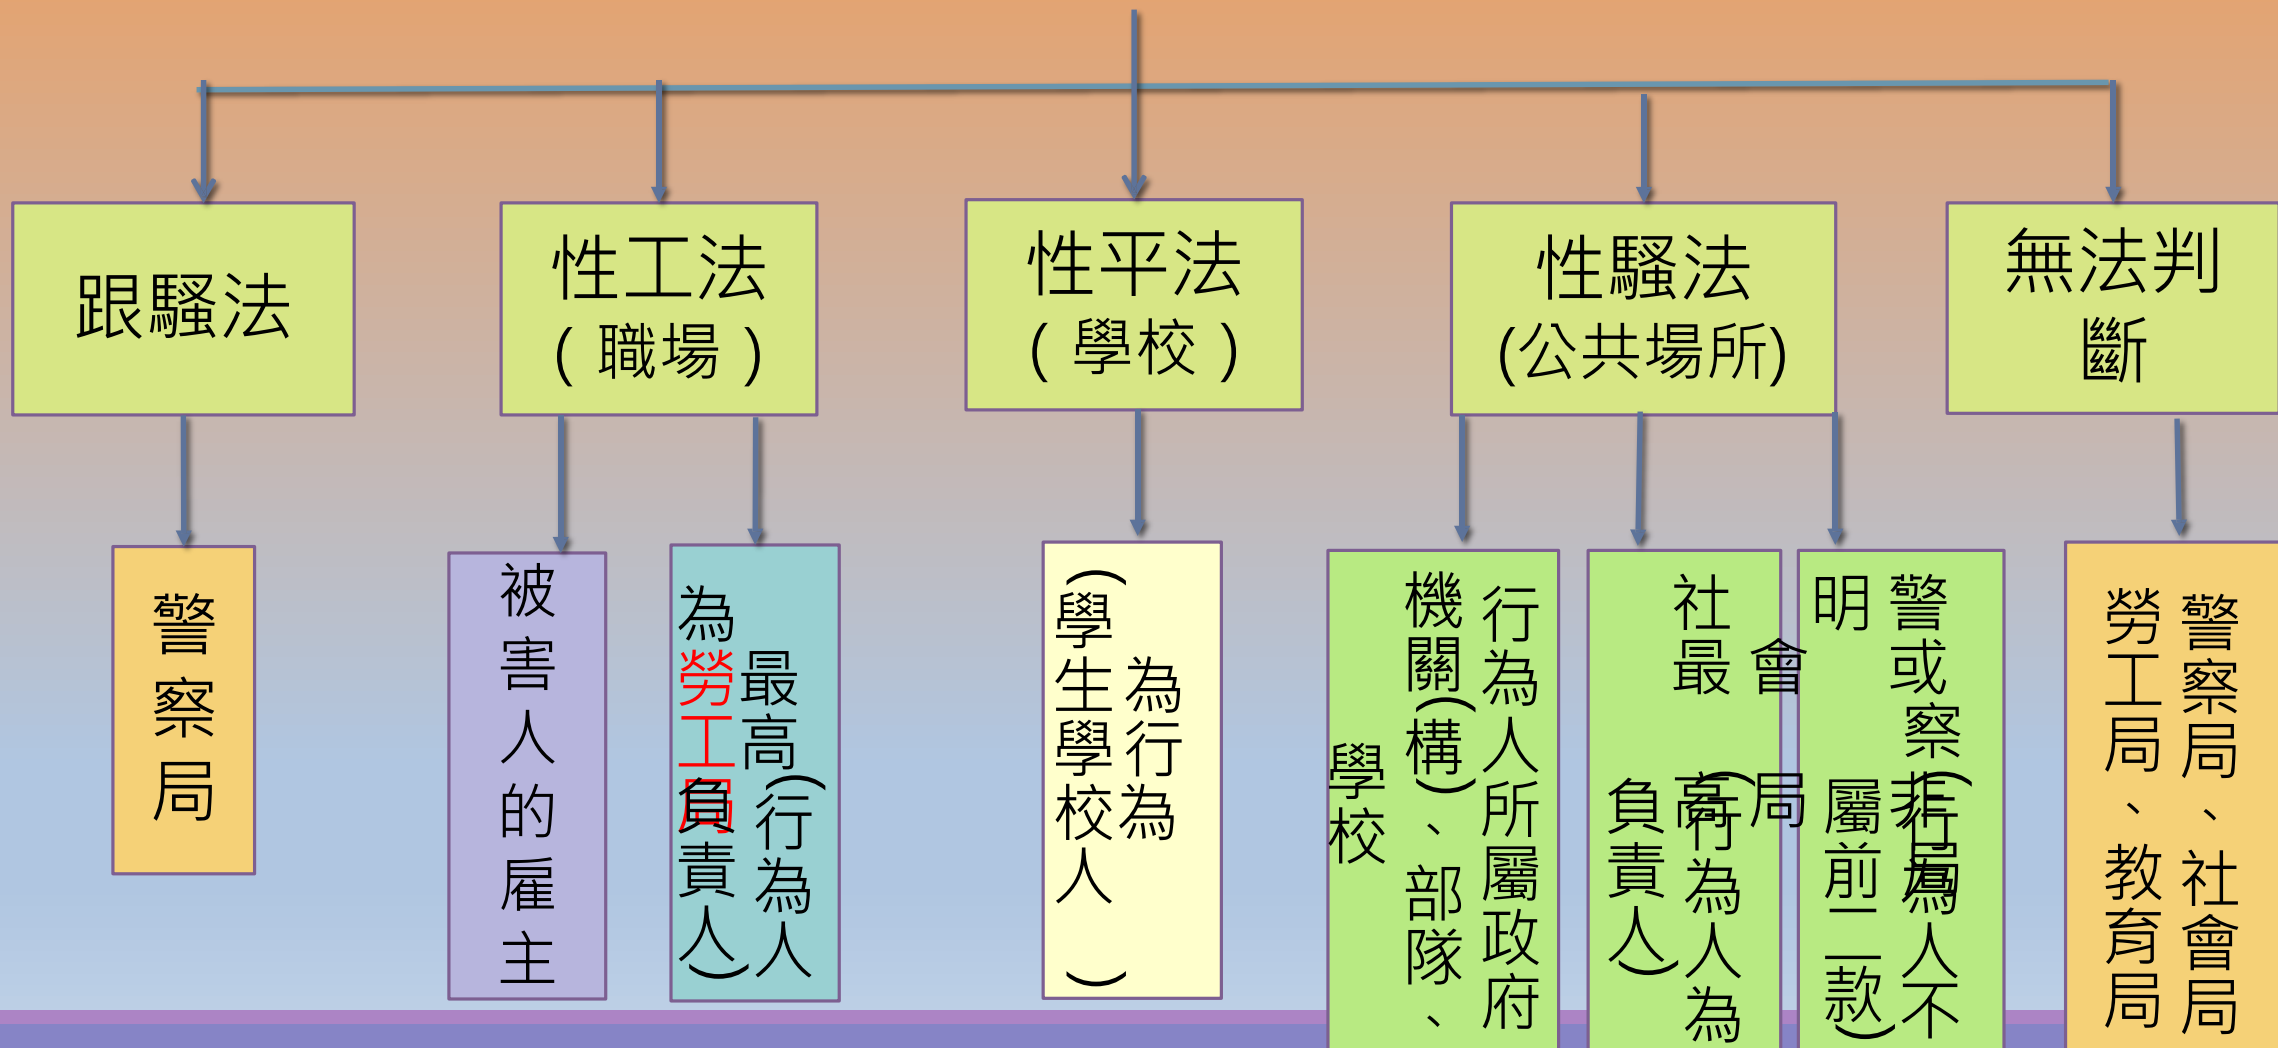 跟騷法
性工法
( 職場 )
性平法
( 學校 )
性騷法
(公共場所)
無法判
斷
警察局
被害人的雇主
勞工局
(行為人
為最高
負責人)
(學生學校人
為行為
)
行為人所屬政府
機關(構)、部隊、
學校
社會局
(行為人為
最高
負責人)
警察局
(行為人不
明或非
屬前二款)
警察局、社會局
勞工局、教育局